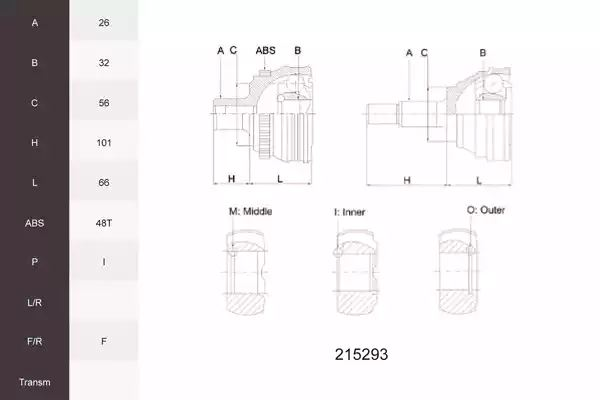 A 26
B 32
C 56
H 101
L 66
ABS 48T
P I
L/R
F/R F
Transm
A C ABS B
H L
A C B
H L
M: Middle
I: Inner
O: Outer
215293